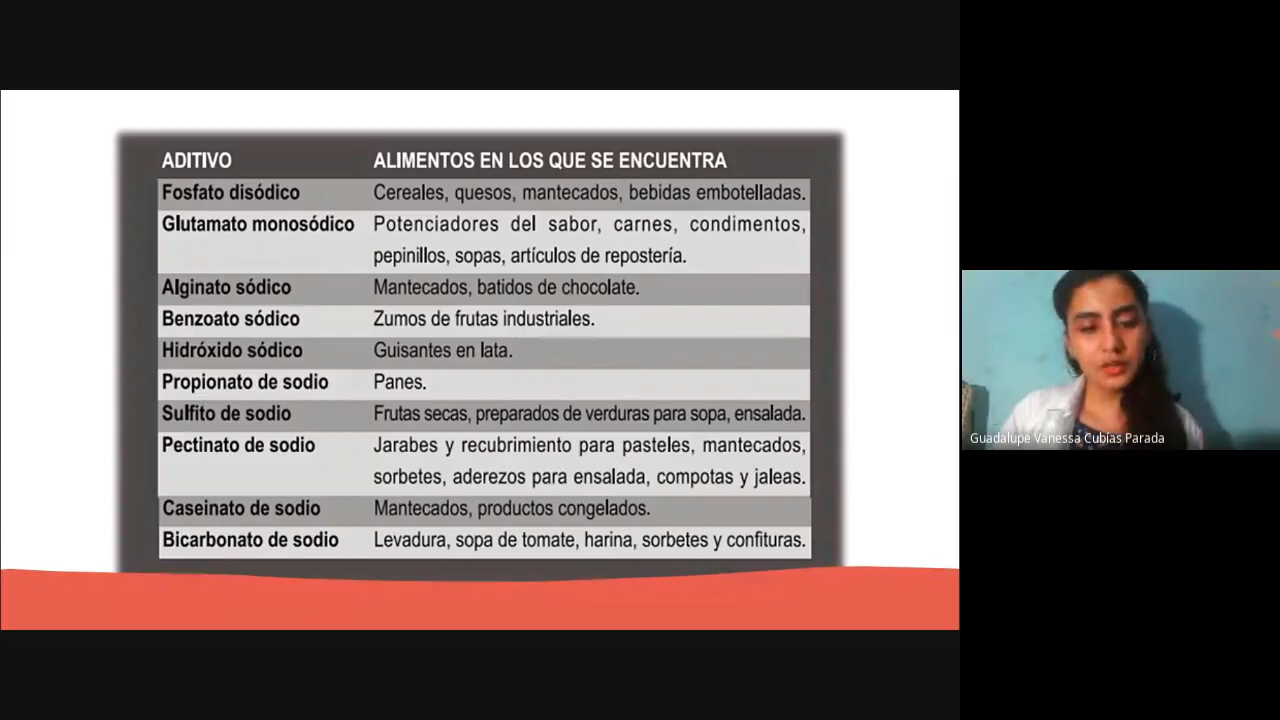 ADITIVO ALIMENTOS EN LOS QUE SE ENCUENTRA
Fosfato disódico Cereales, quesos, mantecados, bebidas embotelladas.
Glutamato monosódico Potenciadores del sabor, carnes, condimentos,
pepinillos, sopas, artículos de repostería.
Alginato sódico Mantecados, batidos de chocolate.
Benzoato sódico Zumos de frutas industriales.
Hidróxido sódico Guisantes en lata.
Propionato de sodio Panes.
Sulfito de sodio Frutas secas, preparados de verduras para sopa, ensalada.
Pectinato de sodio Jarabes y recubrimiento para pasteles, mantecados,
sorbetes, aderezos para ensalada, compotas y jaleas.
Caseinato de sodio Mantecados, productos congelados.
Bicarbonato de sodio Levadura, sopa de tomate, harina, sorbetes y confituras.
Guadalupe Vanessa Cubías Parada